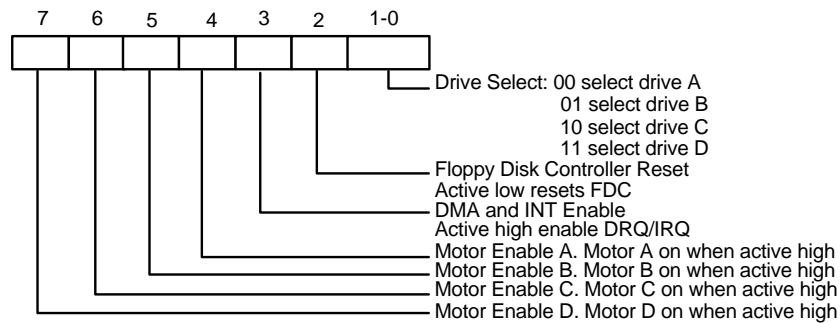 7 6 5 4 3 2 1-0
Drive Select: 00 select drive A
01 select drive B
10 select drive C
11 select drive D
Floppy Disk Controller Reset
Active low resets FDC
DMA and INT Enable
Active high enable DRQ/IRQ
Motor Enable A. Motor A on when active high
Motor Enable B. Motor B on when active high
Motor Enable C. Motor C on when active high
Motor Enable D. Motor D on when active high